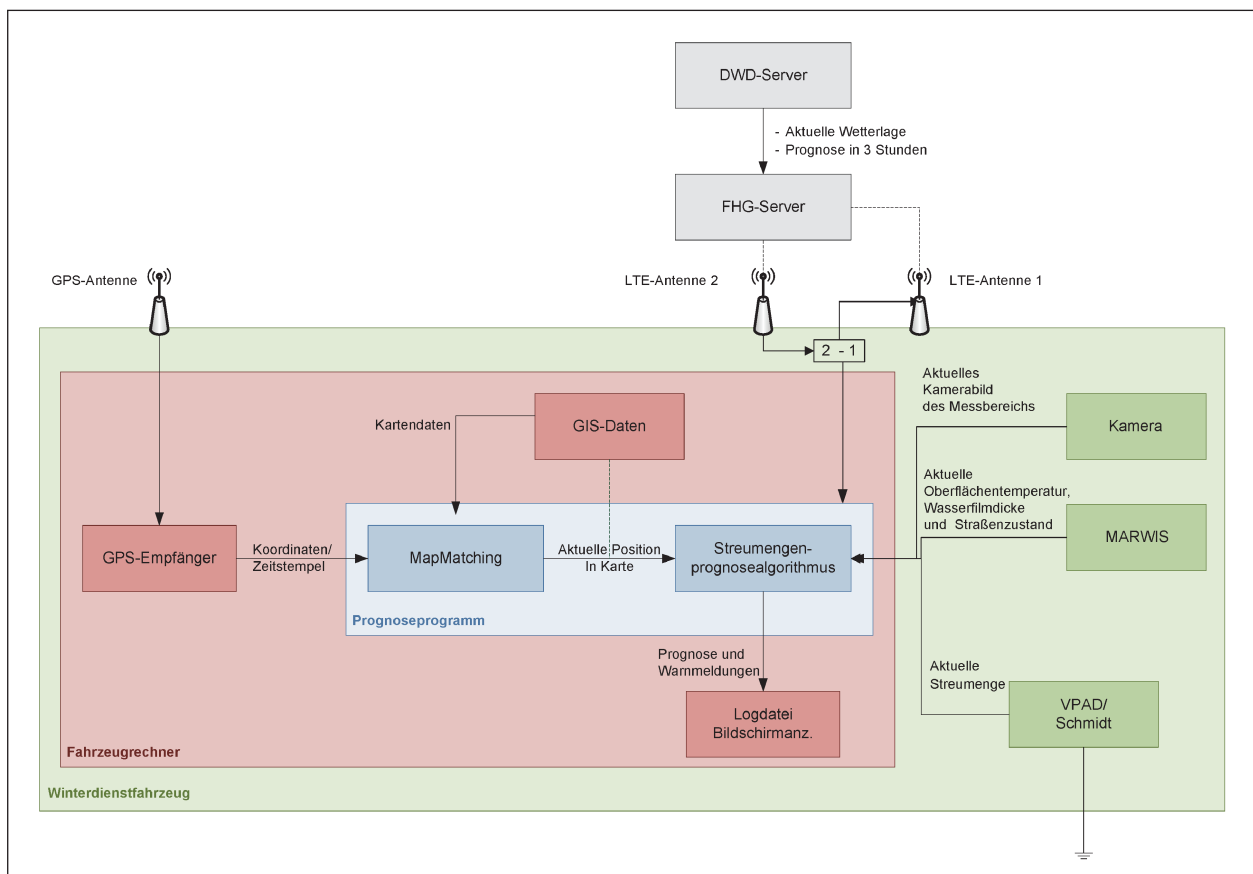 DWD-Server
- Aktuelle Wetterlage
- Prognose in 3 Stunden
FHG-Server
GPS-Antenne
LTE-Antenne 2
LTE-Antenne 1
2 - 1
Aktuelles
Kamerabild
des Messbereichs
Kamera
Kartendaten
GIS-Daten
Aktuelle
Oberflächentemperatur,
Wasserfilmdicke
und Straßenzustand
MARWIS
GPS-Empfänger
Koordinaten/
Zeitstempel
MapMatching
Aktuelle Position
In Karte
Streumengen-
prognosealgorithmus
Prognoseprogramm
Prognose und
Warnmeldungen
Aktuelle
Streumenge
VPAD/
Schmidt
Logdatei
Bildschirmanz.
Fahrzeugrechner
Winterdienstfahrzeug